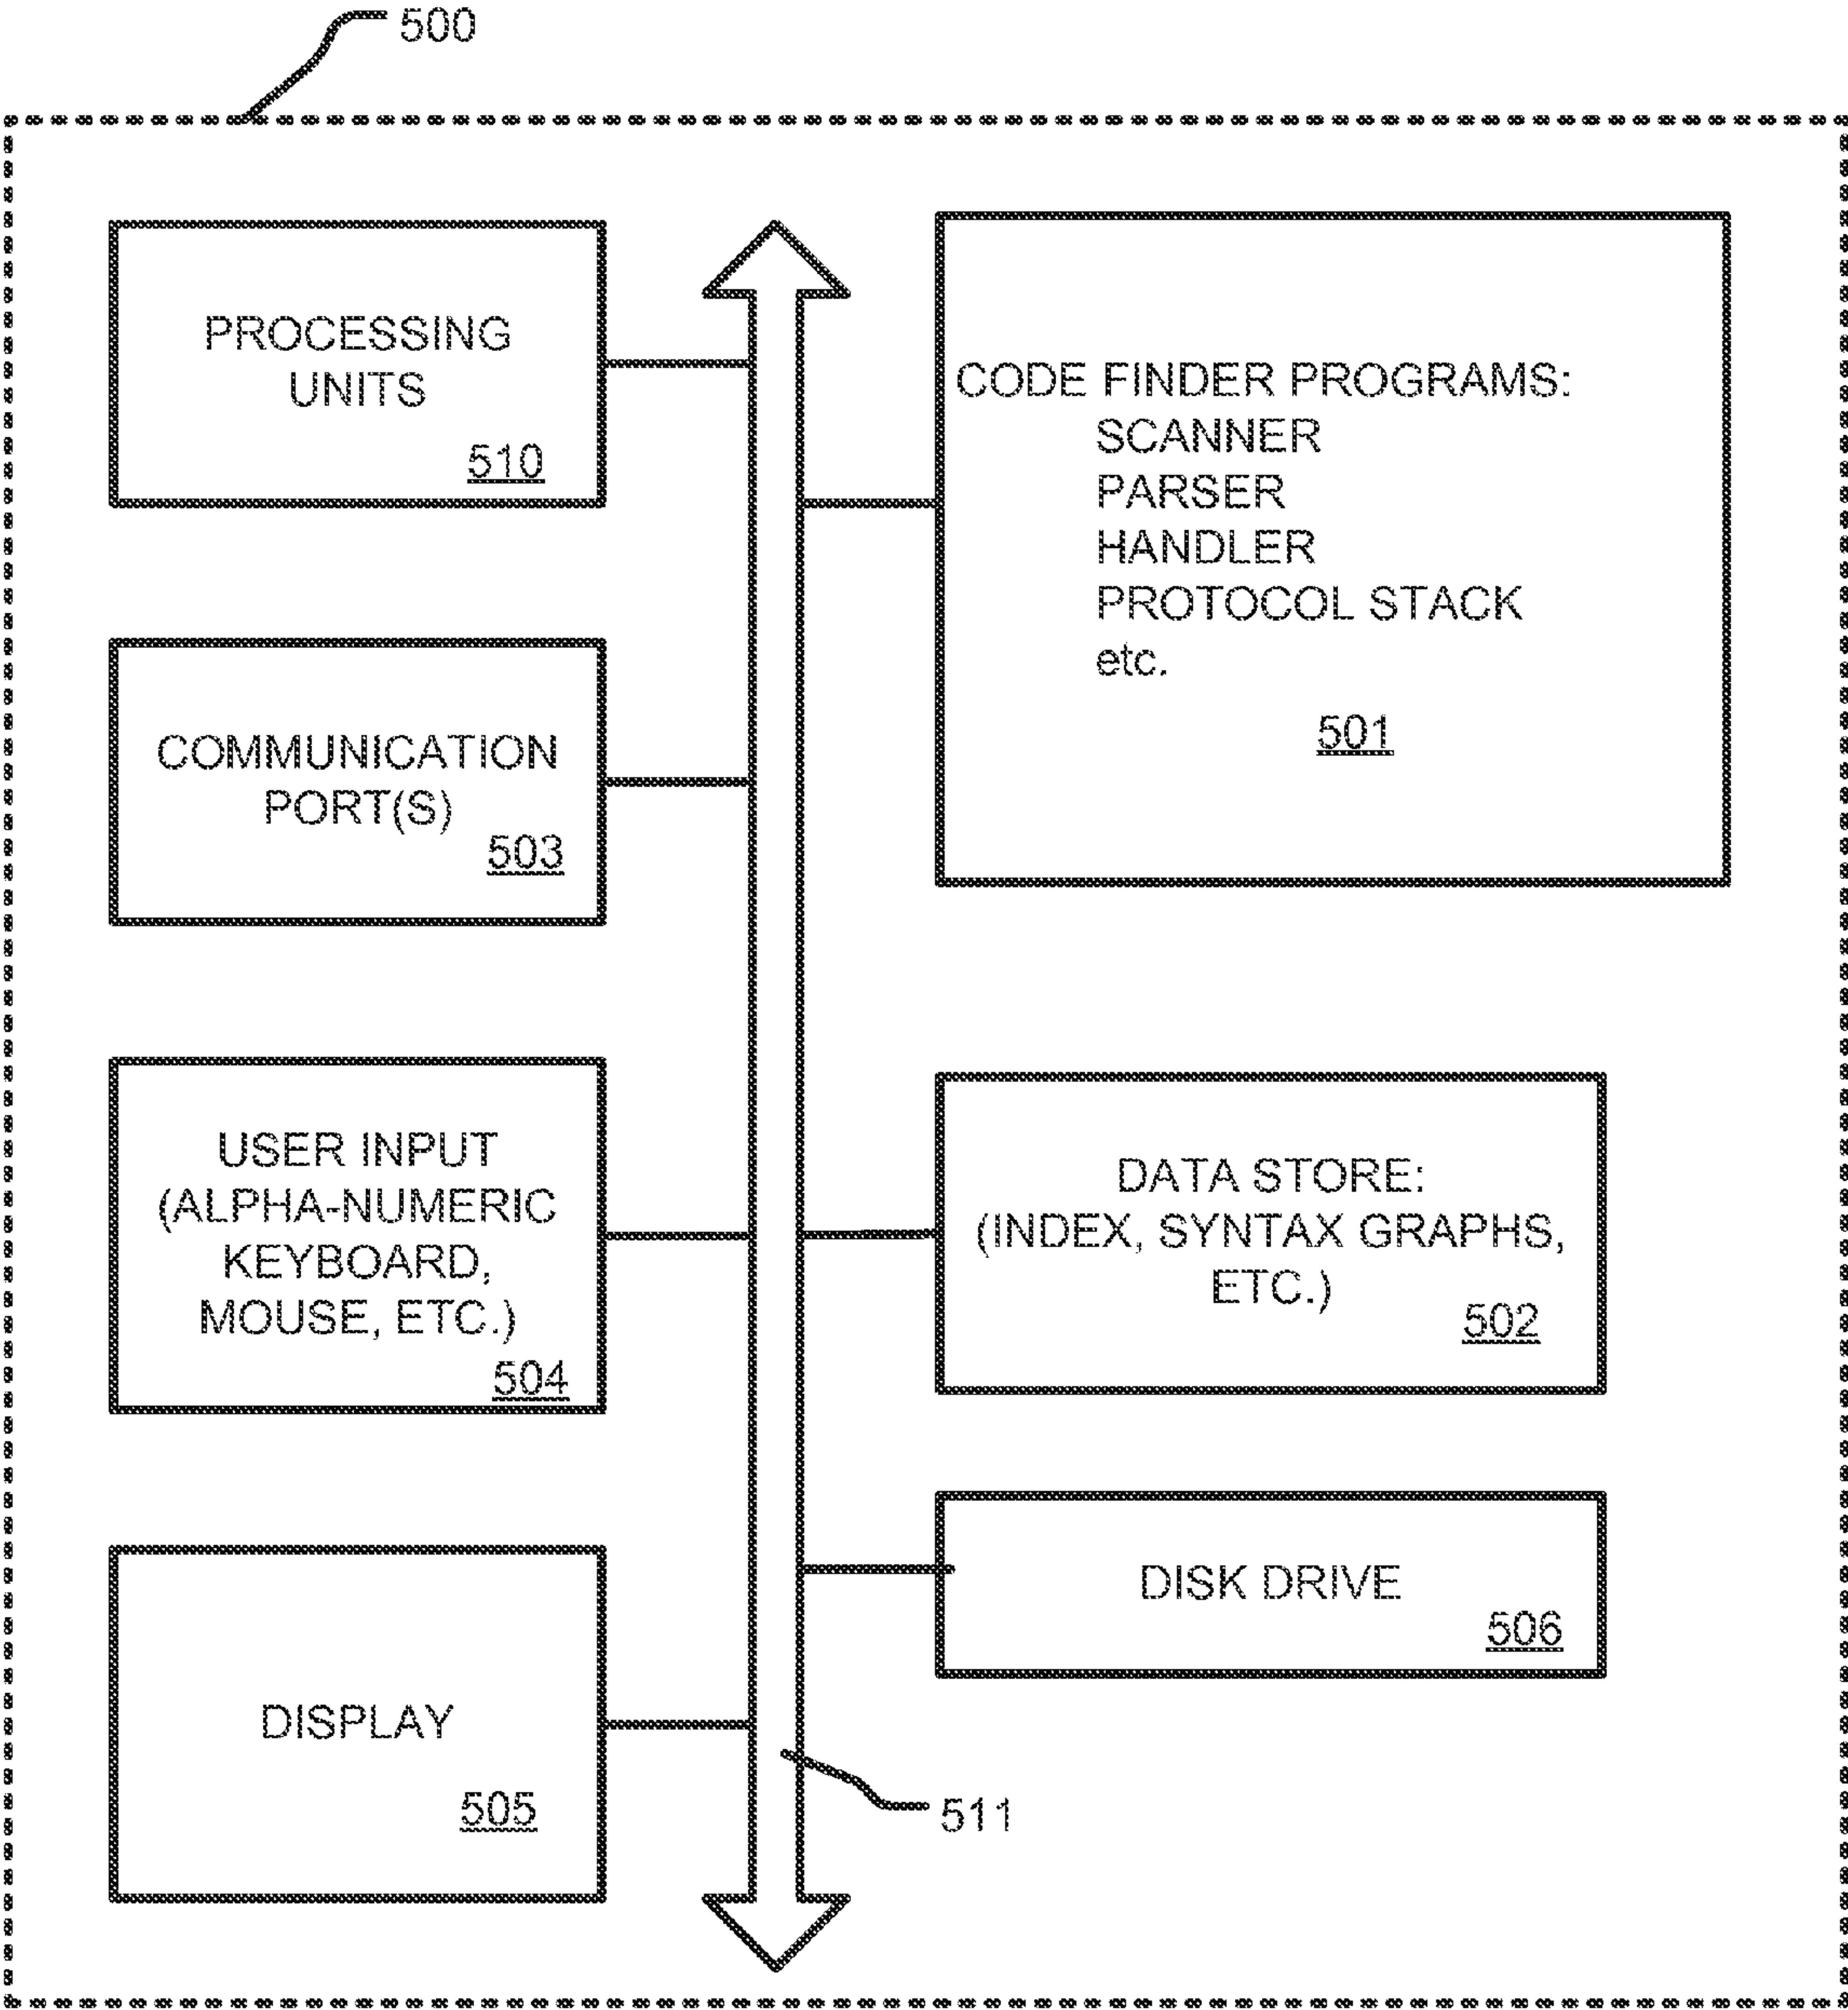 500
PROCESSING
UNITS
510
CODE FINDER PROGRAMS:
SCANNER
PARSER
HANDLER
PROTOCOL STACK
etc.
501
COMMUNICATION
PORT(S)
503
USER INPUT
(ALPHA-NUMERIC
KEYBOARD,
MOUSE, ETC.)
504
DATA STORE:
(INDEX, SYNTAX GRAPHS,
ETC.)
502
DISK DRIVE
506
DISPLAY
505
511